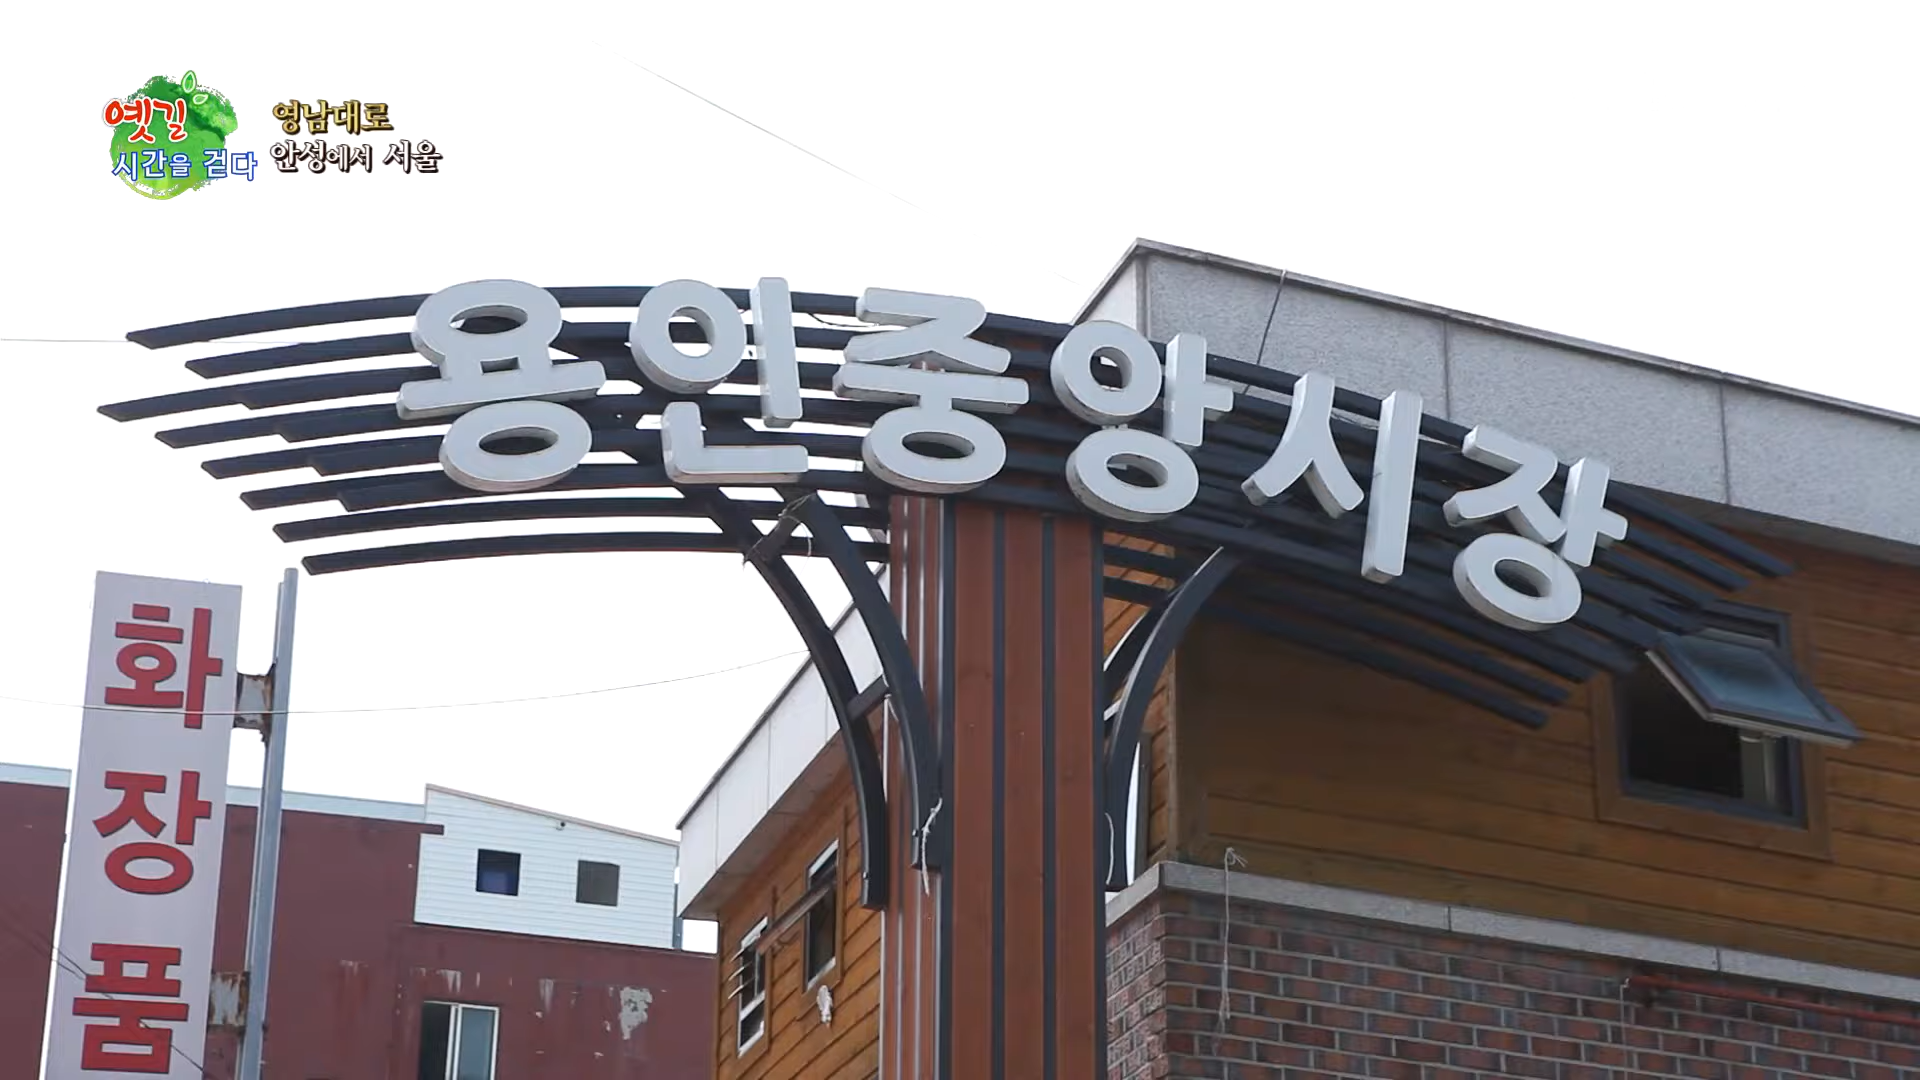 옛길
시간을 걷다
영남대로
안성에서 서울
용인중앙시장
화장품